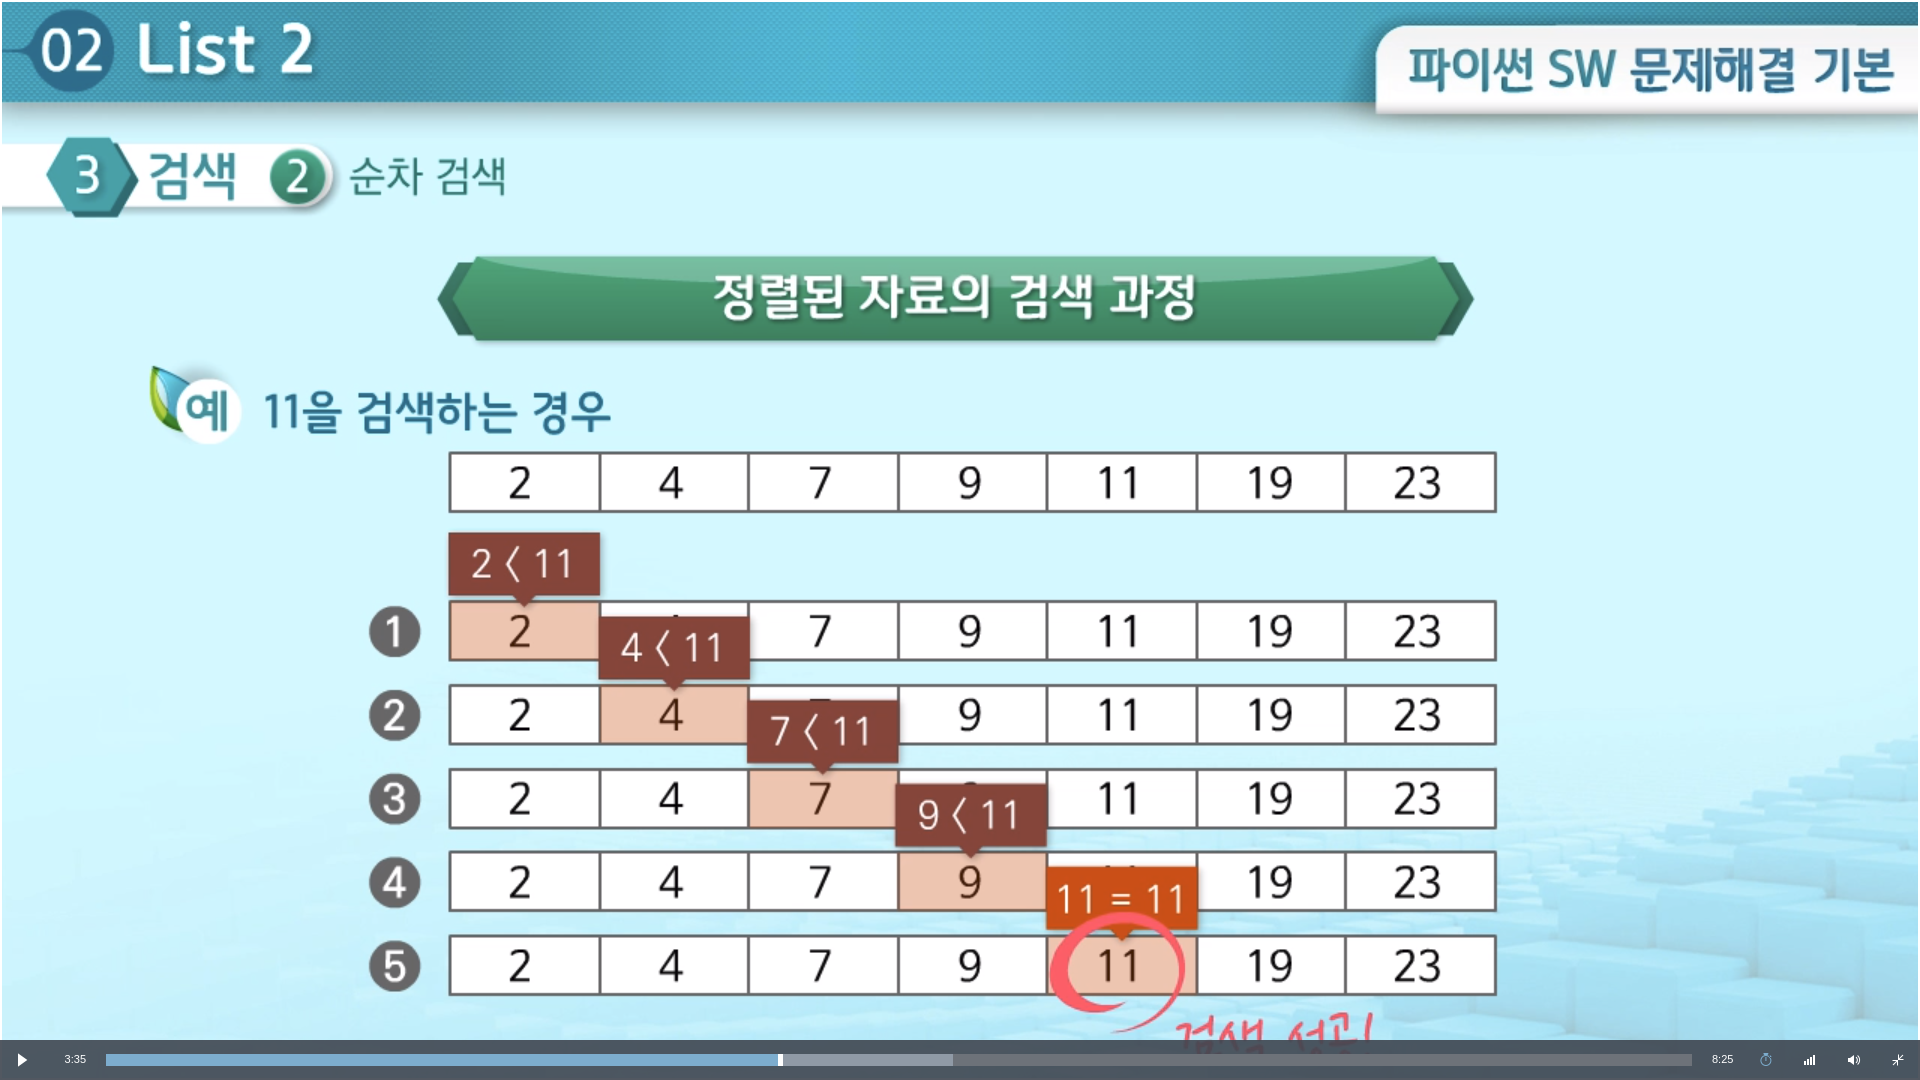 02 List 2
파이썬 SW 문제해결 기본
3 검색 2 순차 검색
정렬된 자료의 검색 과정
예 11을 검색하는 경우
2 4 7 9 11 19 23
2 < 11
1 2 7 9 11 19 23
4 < 11
2 2 4 9 11 19 23
7 < 11
3 2 4 7 11 19 23
9 < 11
4 2 4 7 9 19 23
11 = 11
5 2 4 7 9 11 19 23
검색 성공!
3:35 8:25